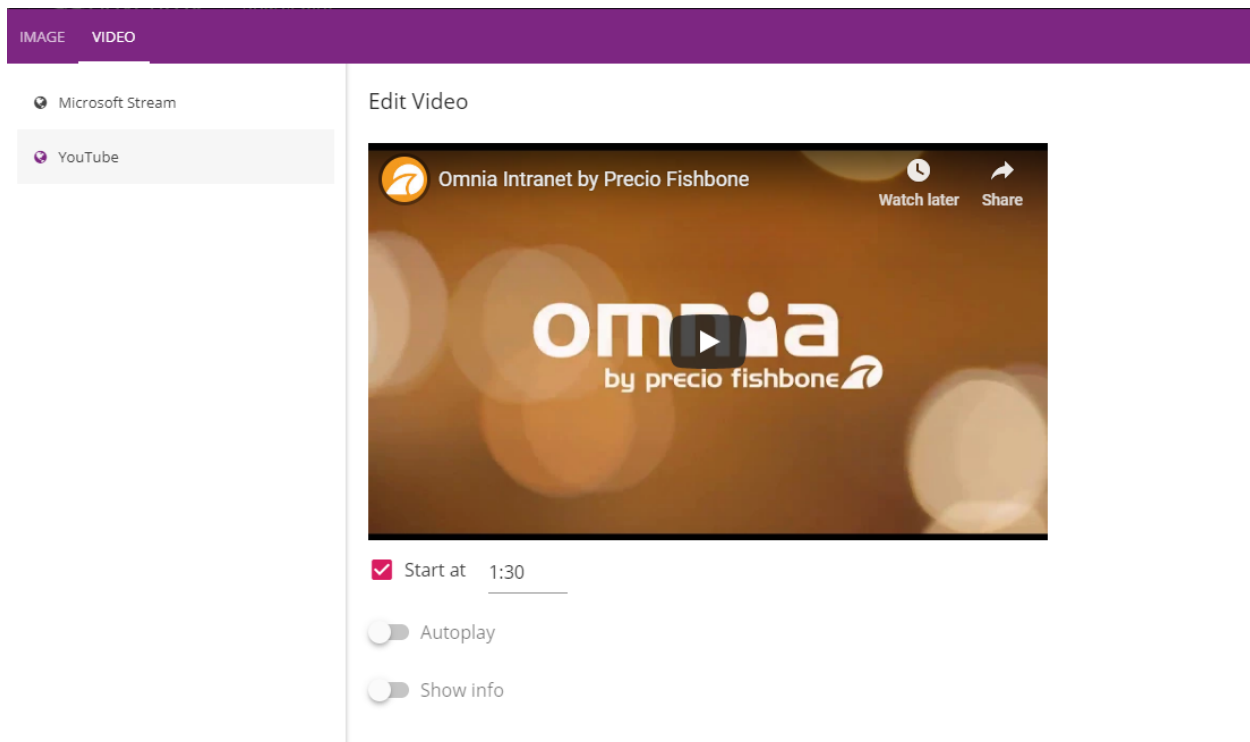 IMAGE VIDEO
Microsoft Stream
YouTube
Edit Video
Omnia Intranet by Precio Fishbone
Watch later Share
omnia
by precio fishbone
Start at 1:30
Autoplay
Show info